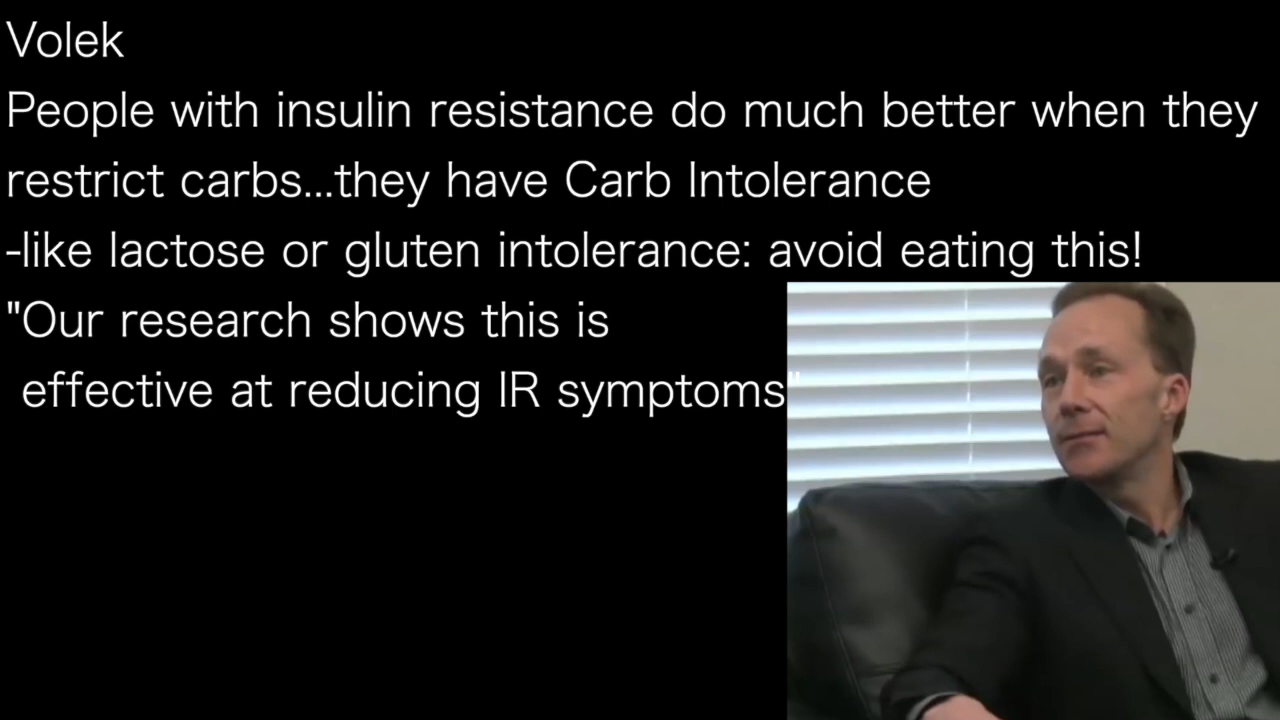 Volek
People with insulin resistance do much better when they
restrict carbs...they have Carb Intolerance
-like lactose or gluten intolerance: avoid eating this!
"Our research shows this is
effective at reducing IR symptoms"